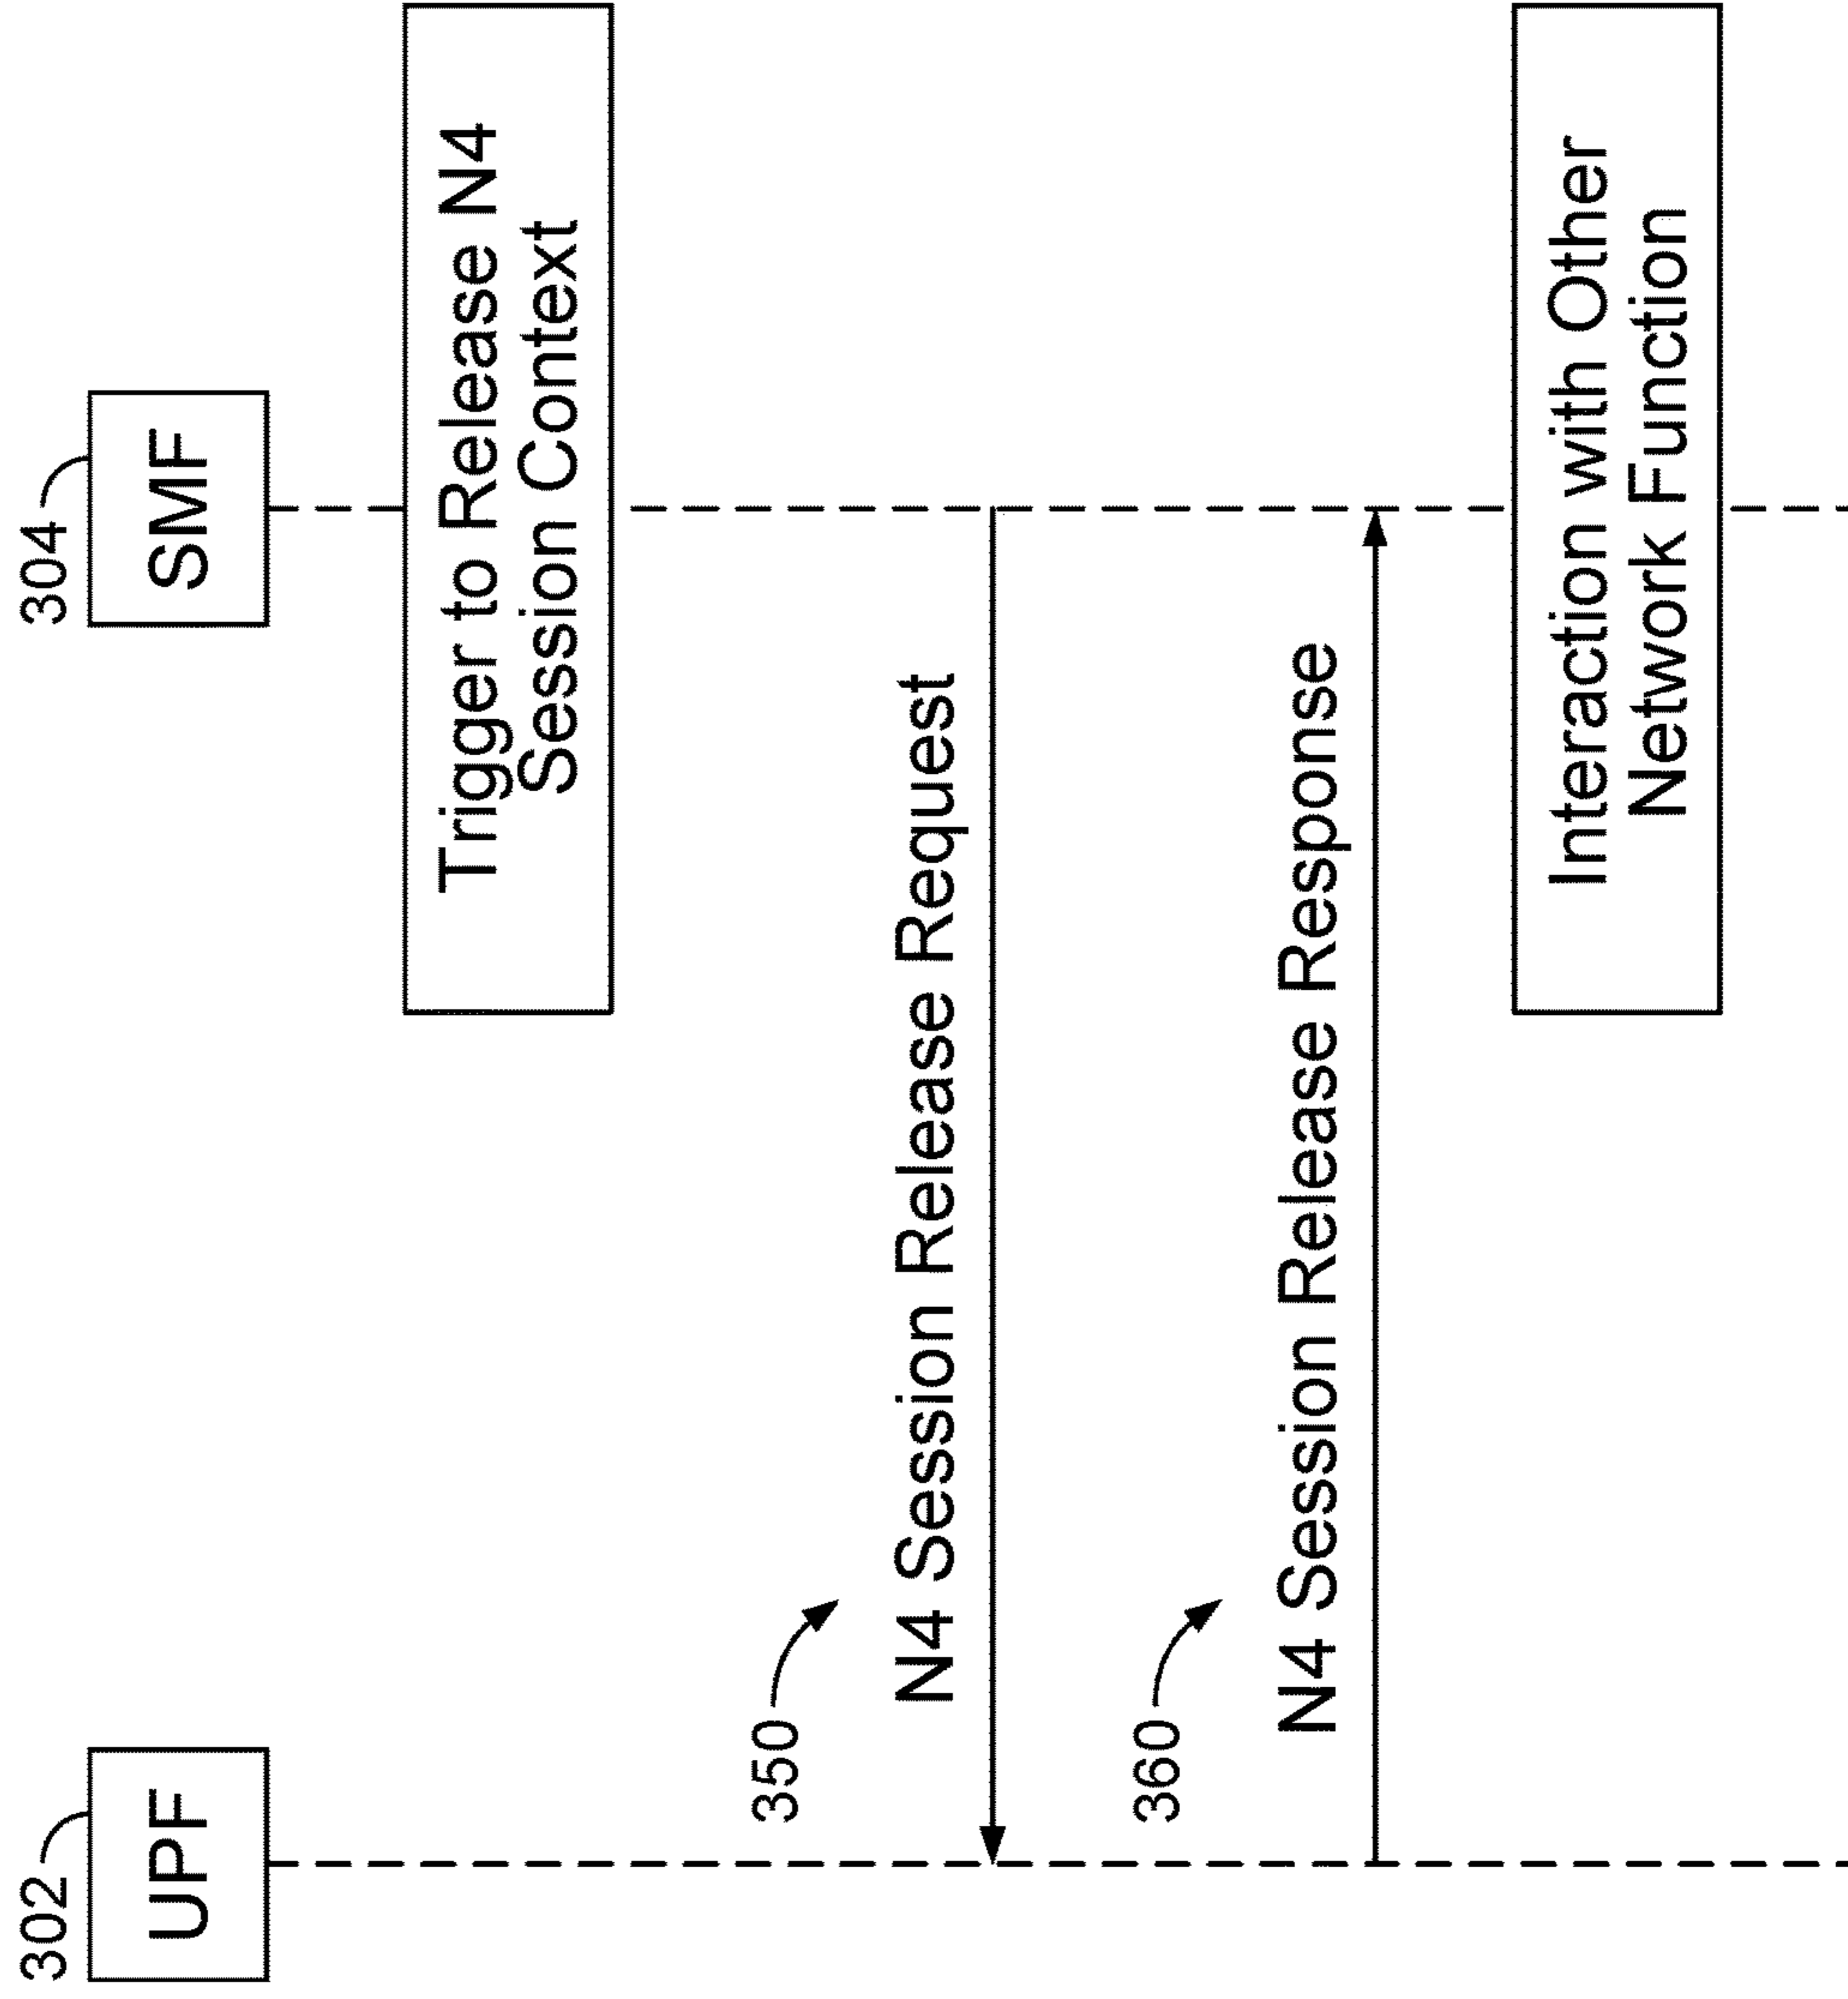 302
304
UPF
SMF
Trigger to Release N4
Session Context
350
N4 Session Release Request
360
N4 Session Release Response
Interaction with Other
Network Function